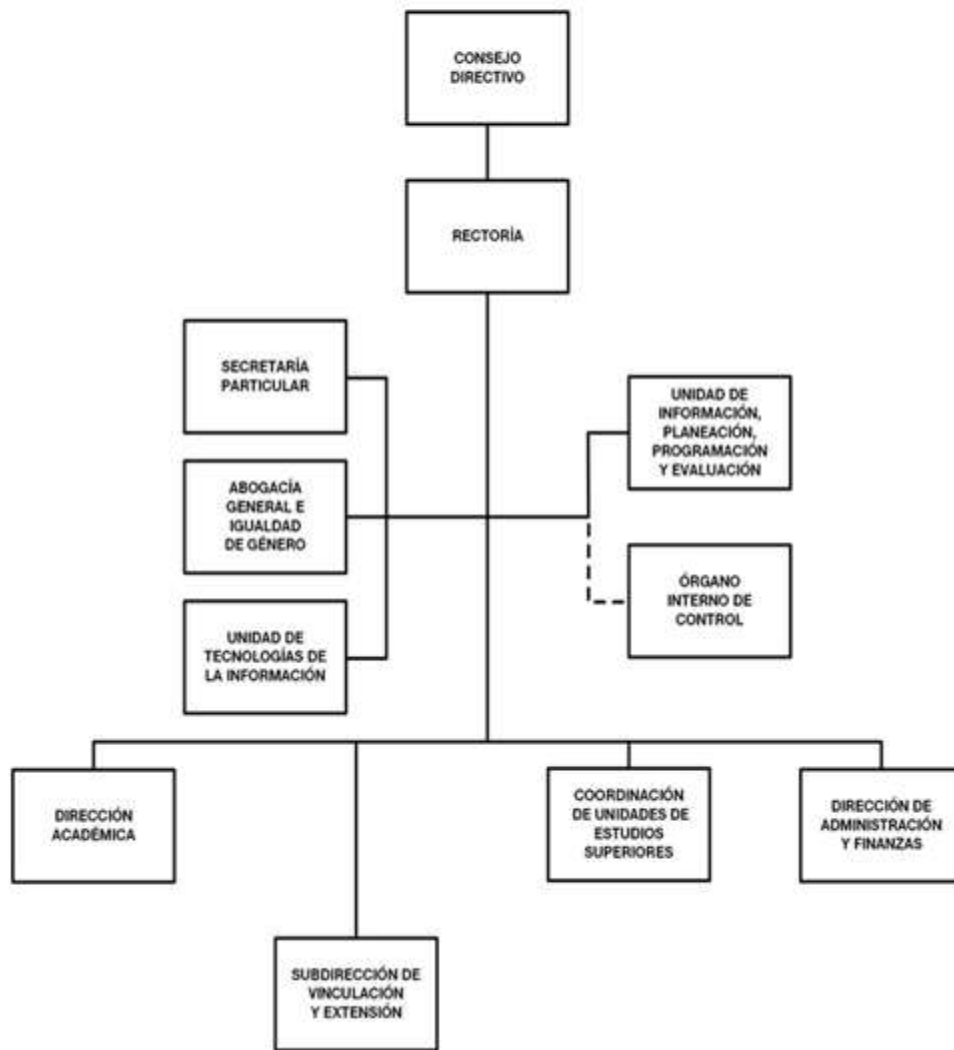 CONSEJO
DIRECTIVO
RECTORÍA
SECRETARÍA
PARTICULAR
UNIDAD DE
INFORMACIÓN,
PLANEACIÓN,
PROGRAMACIÓN
Y EVALUACIÓN
ABOGACÍA
GENERAL E
IGUALDAD
DE GÉNERO
ÓRGANO
INTERNO DE
CONTROL
UNIDAD DE
TECNOLOGÍAS DE
LA INFORMACIÓN
DIRECCIÓN
ACADÉMICA
COORDINACIÓN
DE UNIDADES DE
ESTUDIOS
SUPERIORES
DIRECCIÓN DE
ADMINISTRACIÓN
Y FINANZAS
SUBDIRECCIÓN DE
VINCULACIÓN
Y EXTENSIÓN